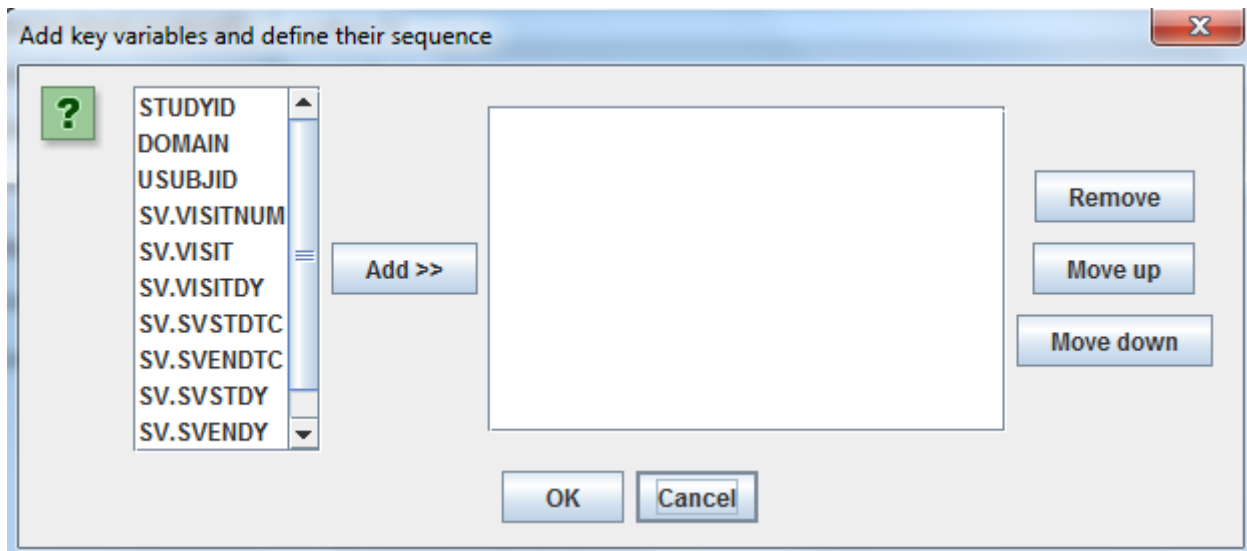 Add key variables and define their sequence
?
STUDYID
DOMAIN
USUBJID
SV.VISITNUM
SV.VISIT
SV.VISITDY
SV.SVSTDTC
SV.SVENDTC
SV.SVSTDY
SV.SVENDY
Add >>
Remove
Move up
Move down
OK
Cancel